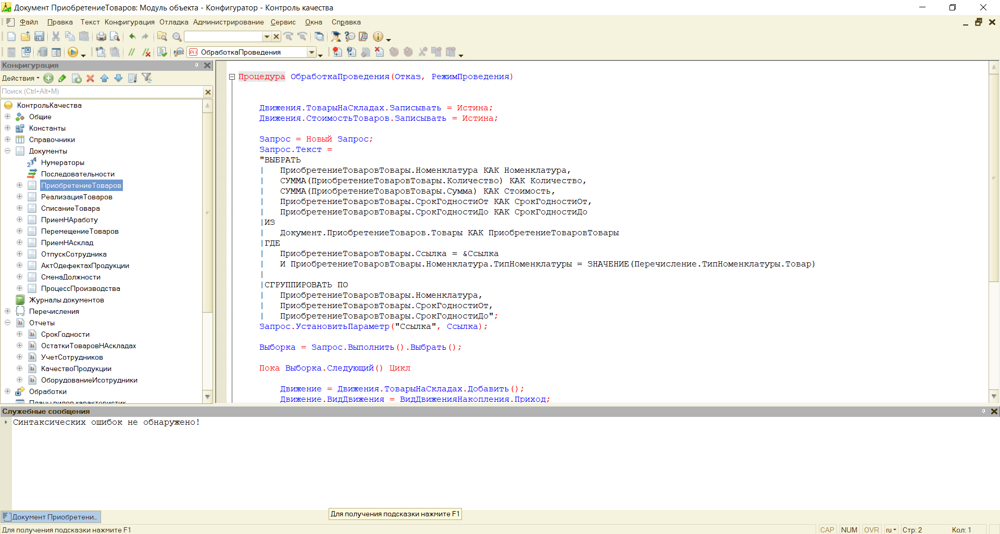 Документ ПриобретениеТоваров: Модуль объекта - Конфигуратор - Контроль качества
Файл Правка Текст Конфигурация Отладка Администрирование Сервис Окна Справка
ОбработкаПроведения
Конфигурация
Действия
Поиск (Ctrl+Alt+M)
КонтрольКачества
Общие
Константы
Справочники
Документы
Нумераторы
Последовательности
ПриобретениеТоваров
РеализацияТоваров
СписаниеТовара
ПриемНАработу
ПеремещениеТоваров
ПриемНАсклад
ОтпускСотрудника
АктОдефектахПродукции
СменаДолжности
ПроцессПроизводства
Журналы документов
Перечисления
Отчеты
СрокГодности
ОстаткиТоваровНАскладах
УчетСотрудников
КачествоПродукции
ОборудованиеИсотрудники
Обработки
Планы видов характеристик
Процедура ОбработкаПроведения(Отказ, РежимПроведения)
Движения.ТоварыНаСкладах.Записывать = Истина;
Движения.СтоимостьТоваров.Записывать = Истина;
Запрос = Новый Запрос;
Запрос.Текст =
"ВЫБРАТЬ
|   ПриобретениеТоваровТовары.Номенклатура КАК Номенклатура,
|   СУММА(ПриобретениеТоваровТовары.Количество) КАК Количество,
|   СУММА(ПриобретениеТоваровТовары.Сумма) КАК Стоимость,
|   ПриобретениеТоваровТовары.СрокГодностиОт КАК СрокГодностиОт,
|   ПриобретениеТоваровТовары.СрокГодностиДо КАК СрокГодностиДо
|ИЗ
|   Документ.ПриобретениеТоваров.Товары КАК ПриобретениеТоваровТовары
|ГДЕ
|   ПриобретениеТоваровТовары.Ссылка = &Ссылка
|   И ПриобретениеТоваровТовары.Номенклатура.ТипНоменклатуры = ЗНАЧЕНИЕ(Перечисление.ТипНоменклатуры.Товар)
|
|СГРУППИРОВАТЬ ПО
|   ПриобретениеТоваровТовары.Номенклатура,
|   ПриобретениеТоваровТовары.СрокГодностиОт,
|   ПриобретениеТоваровТовары.СрокГодностиДо";
Запрос.УстановитьПараметр("Ссылка", Ссылка);
Выборка = Запрос.Выполнить().Выбрать();
Пока Выборка.Следующий() Цикл
Движение = Движения.ТоварыНаСкладах.Добавить();
Движение.ВидДвижения = ВидДвиженияНакопления.Приход;
Служебные сообщения
Синтаксических ошибок не обнаружено!
Документ Приобретени...
Для получения подсказки нажмите F1
Для получения подсказки нажмите F1
CAP NUM OVR ru Стр: 2 Кол: 1